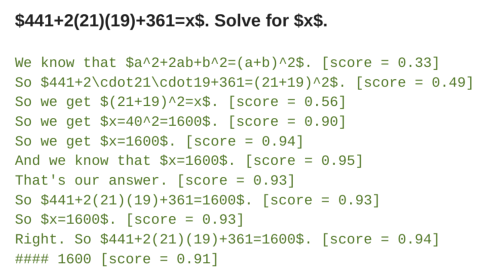 $441+2(21)(19)+361=x$. Solve for $x$.
We know that $a^2+2ab+b^2=(a+b)^2$. [score = 0.33]
So $441+2\cdot21\cdot19+361=(21+19)^2$. [score = 0.49]
So we get $(21+19)^2=x$. [score = 0.56]
So we get $x=40^2=1600$. [score = 0.90]
So we get $x=1600$. [score = 0.94]
And we know that $x=1600$. [score = 0.95]
That's our answer. [score = 0.93]
So $441+2(21)(19)+361=1600$. [score = 0.93]
So $x=1600$. [score = 0.93]
Right. So $441+2(21)(19)+361=1600$. [score = 0.94]
#### 1600 [score = 0.91]